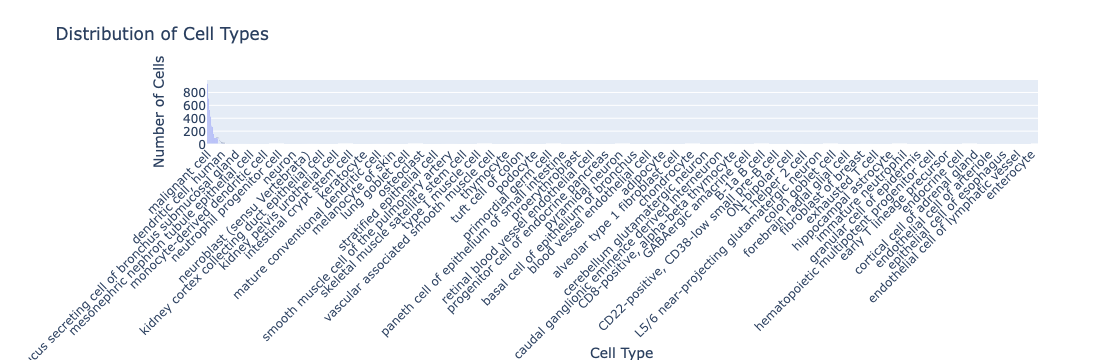 Distribution of Cell Types
Number of Cells
800
600
400
200
0
malignant cell
dendritic cell, human
mucus secreting cell of bronchus submucosal gland
mesonephric nephron tubule epithelial cell
monocyte-derived dendritic cell
neutrophil progenitor cell
neuron
neuroblast (sensu Vertebrata)
kidney cortex collecting duct epithelial cell
kidney pelvis urothelial cell
intestinal crypt stem cell
keratinocyte
melanocyte of skin
mature conventional dendritic cell
lung goblet cell
osteoblast
stratified epithelial cell
smooth muscle cell of the pulmonary artery
skeletal muscle satellite stem cell
type I muscle cell
vascular associated smooth muscle cell
podocyte
tuft cell of colon
primordial germ cell
paneth cell of epithelium of small intestine
proerythroblast
retinal blood vessel endothelial cell
progenitor cell of endocrine pancreas
pyramidal neuron
basal cell of epithelium of bronchus
blood vessel endothelial cell
adipocyte
alveolar type 1 fibroblast cell
chondrocyte
cerebellum glutamatergic neuron
caudal ganglionic eminence derived interneuron
CD8-positive, alpha-beta thymocyte
GABAergic amacrine cell
B-1a B cell
ON-bipolar cell
CD22-positive, CD38-low small pre-B cell
T-helper 2 cell
L5/6 near-projecting glutamatergic neuron
colon goblet cell
forebrain radial glial cell
fibroblast of breast
flame cell
hippocampal astrocyte
immature neutrophil
granular cell of epidermis
hematopoietic multipotent progenitor cell
early T lineage precursor
endocrine cell
cortical cell of adrenal gland
endothelial cell of arteriole
epithelial cell of esophagus
endothelial cell of lymphatic vessel
enterocyte
Cell Type